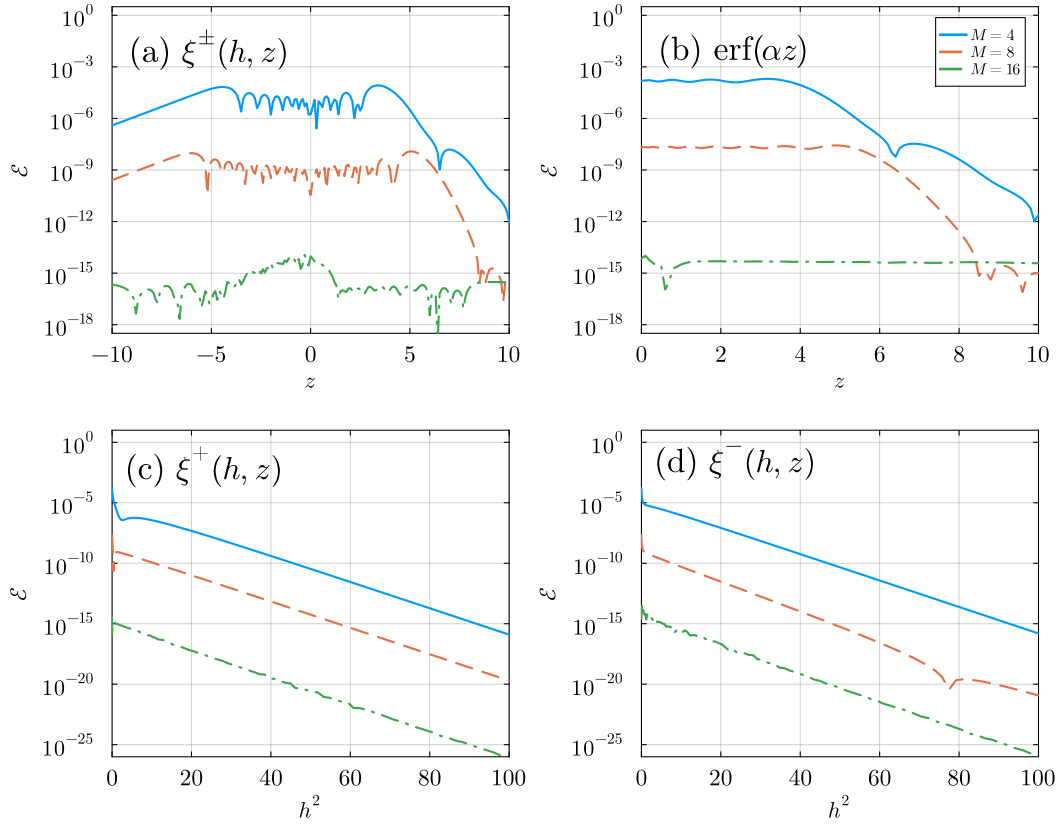 (a) ξ^±(h, z)
ℰ
10^0
10^−3
10^−6
10^−9
10^−12
10^−15
10^−18
−10 −5 0 5 10
z
(b) erf(αz)
M = 4
M = 8
M = 16
ℰ
10^0
10^−3
10^−6
10^−9
10^−12
10^−15
10^−18
0 2 4 6 8 10
z
(c) ξ^+(h, z)
ℰ
10^0
10^−5
10^−10
10^−15
10^−20
10^−25
0 20 40 60 80 100
h^2
(d) ξ^−(h, z)
ℰ
10^0
10^−5
10^−10
10^−15
10^−20
10^−25
0 20 40 60 80 100
h^2